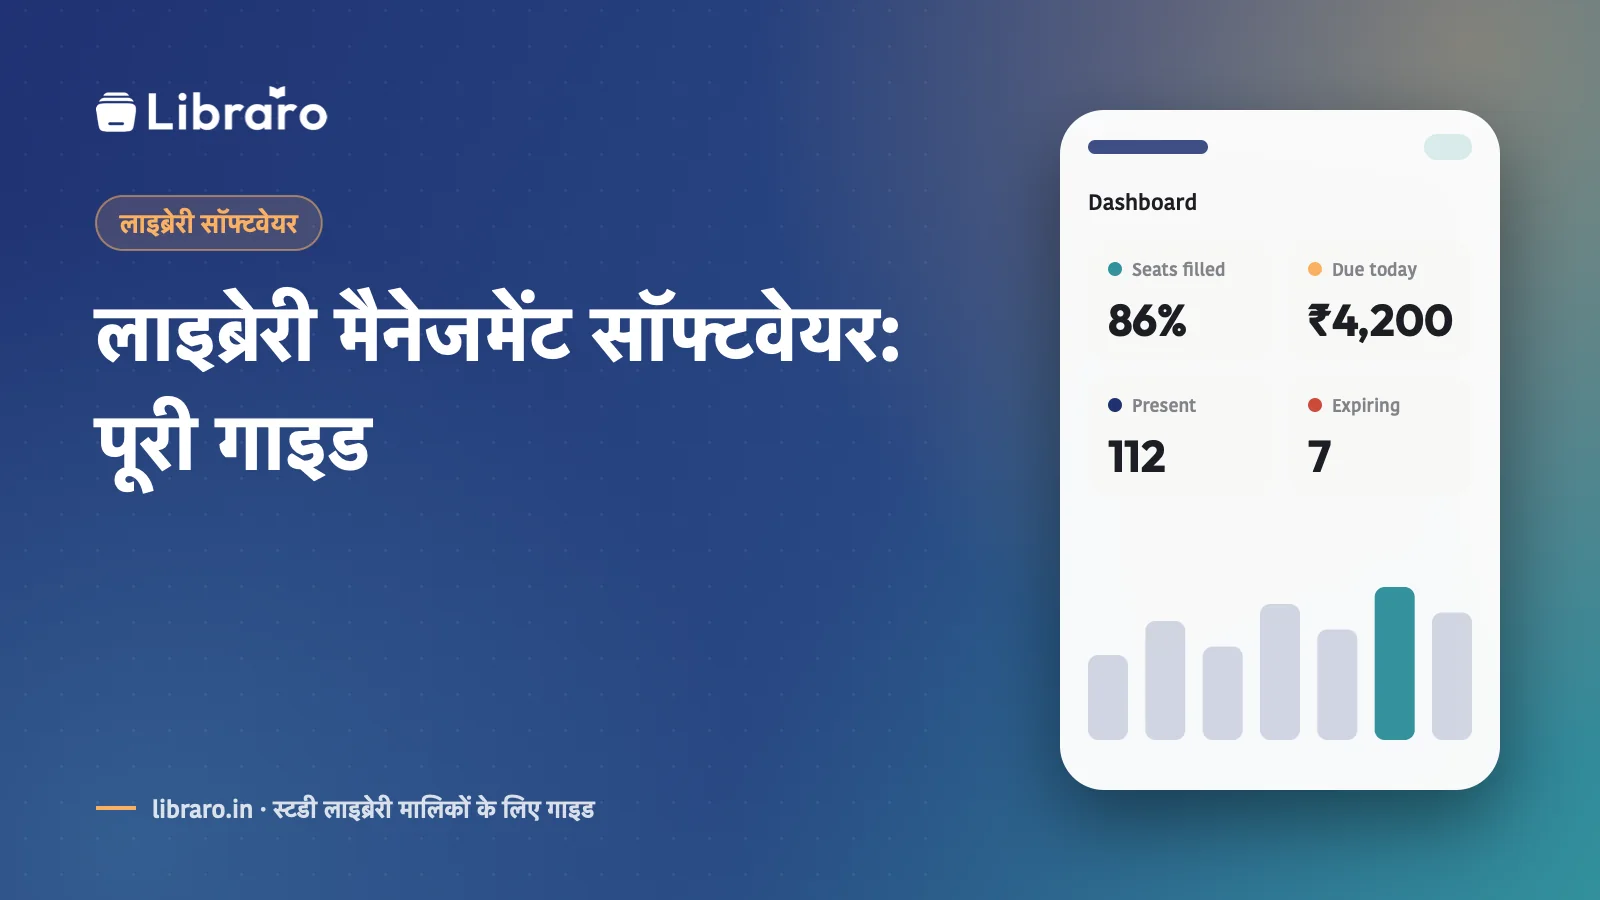 Libraro
लाइब्रेरी सॉफ्टवेयर
लाइब्रेरी मैनेजमेंट सॉफ्टवेयर:
पूरी गाइड
libraro.in · स्टडी लाइब्रेरी मालिकों के लिए गाइड
Dashboard
Seats filled
86%
Due today
₹4,200
Present
112
Expiring
7